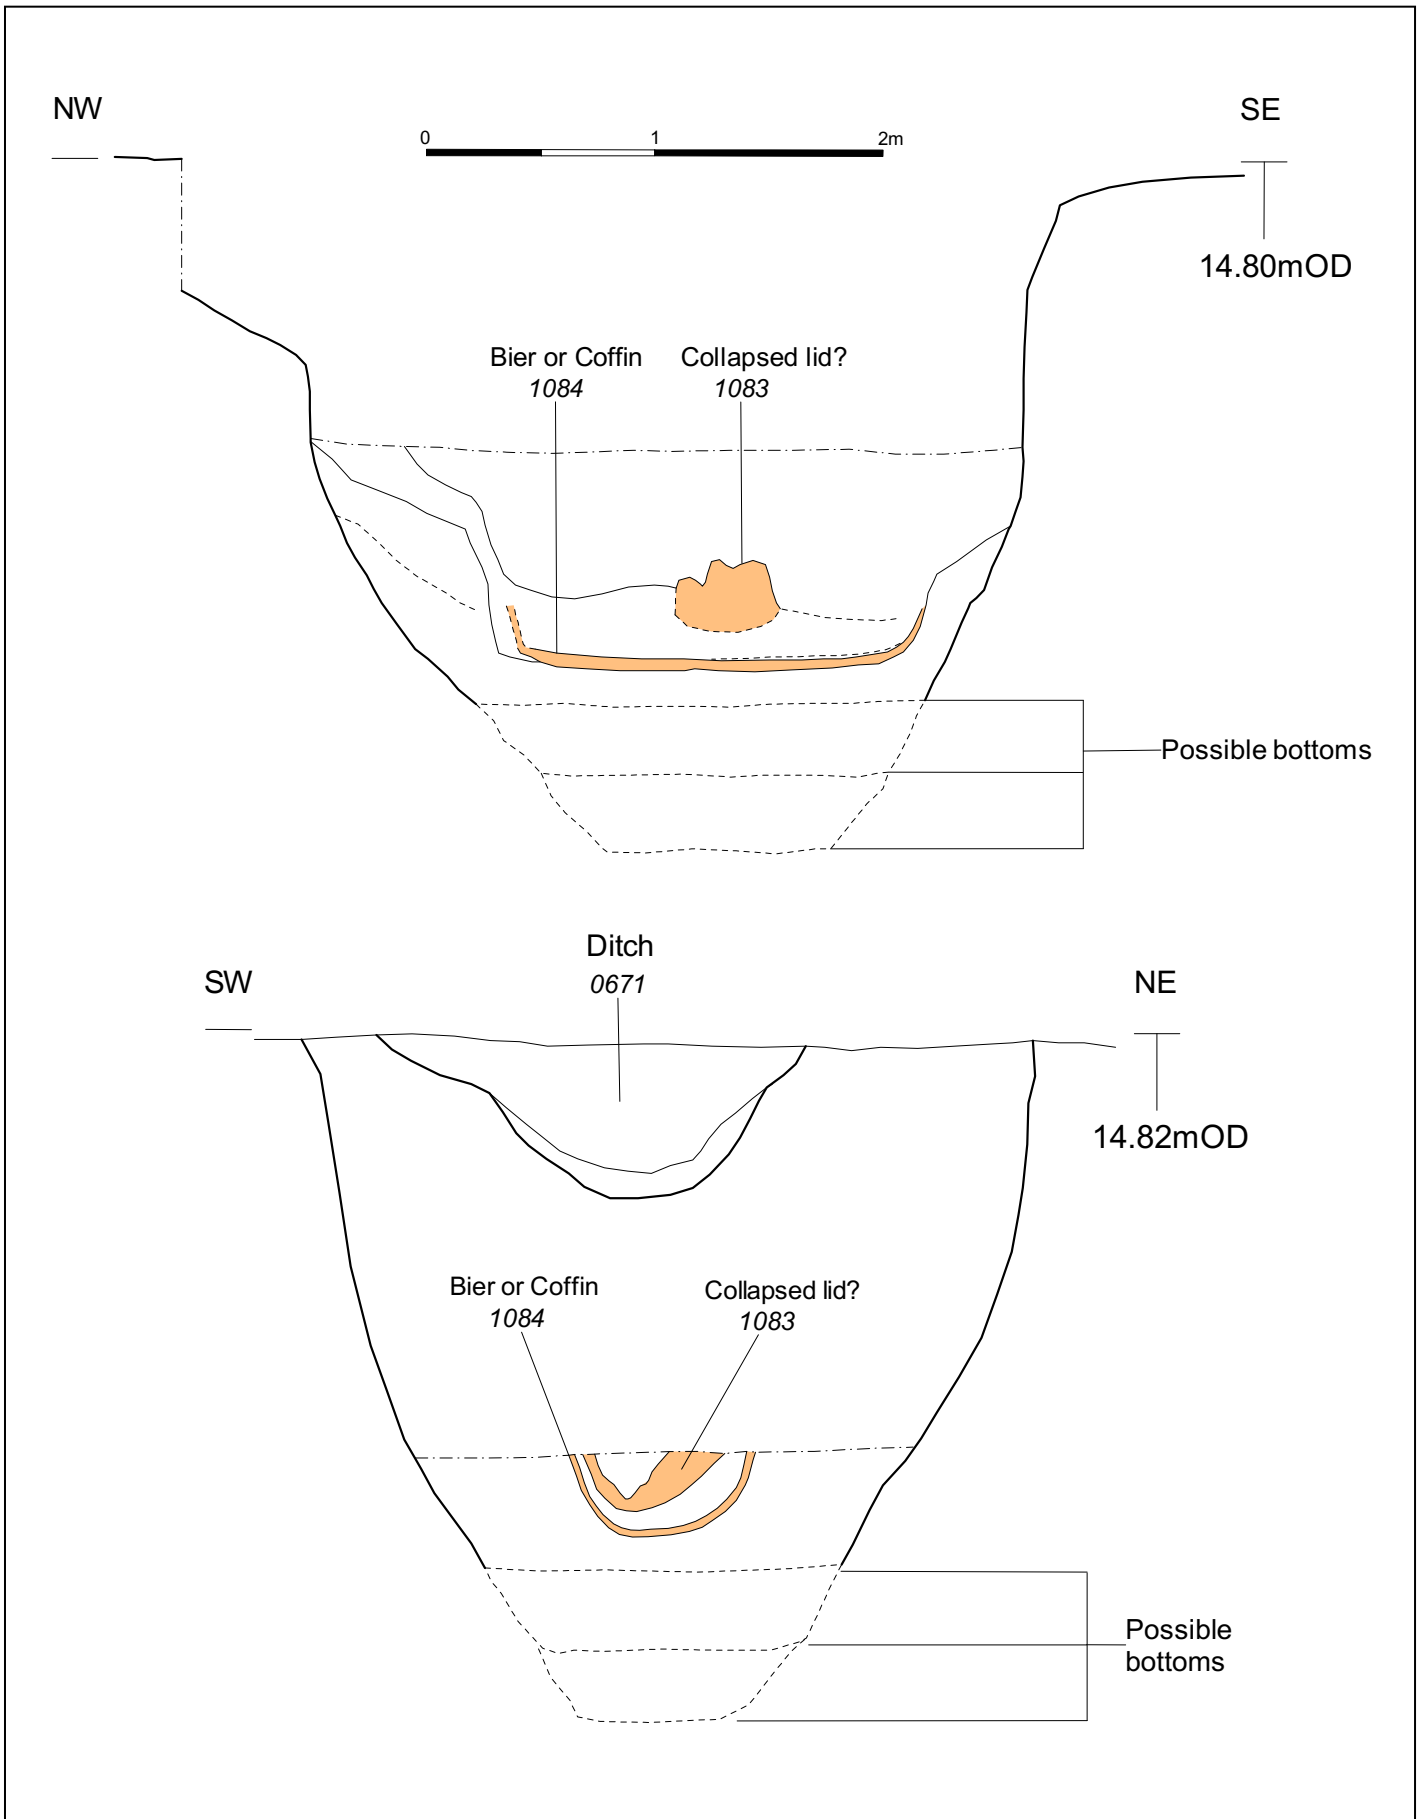 NW
SE
0 1 2m
14.80mOD
Bier or Coffin
1084
Collapsed lid?
1083
Possible bottoms
Ditch
0671
SW
NE
14.82mOD
Bier or Coffin
1084
Collapsed lid?
1083
Possible
bottoms